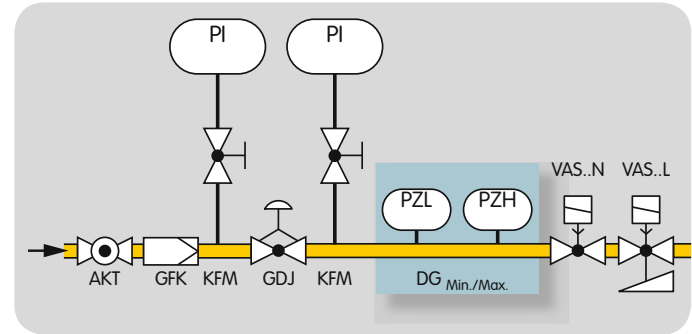 PI PI
VAS..N VAS..L
PZL PZH
AKT GFK KFM GDJ KFM DG Min./Max.